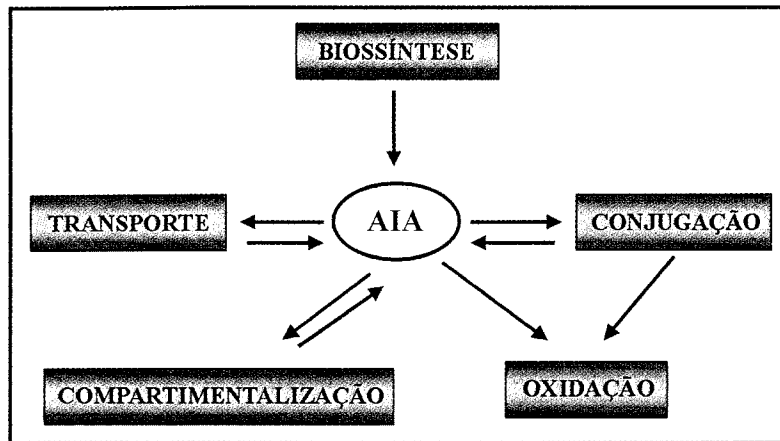 BIOSSÍNTESE
TRANSPORTE
AIA
CONJUGAÇÃO
COMPARTIMENTALIZAÇÃO
OXIDAÇÃO